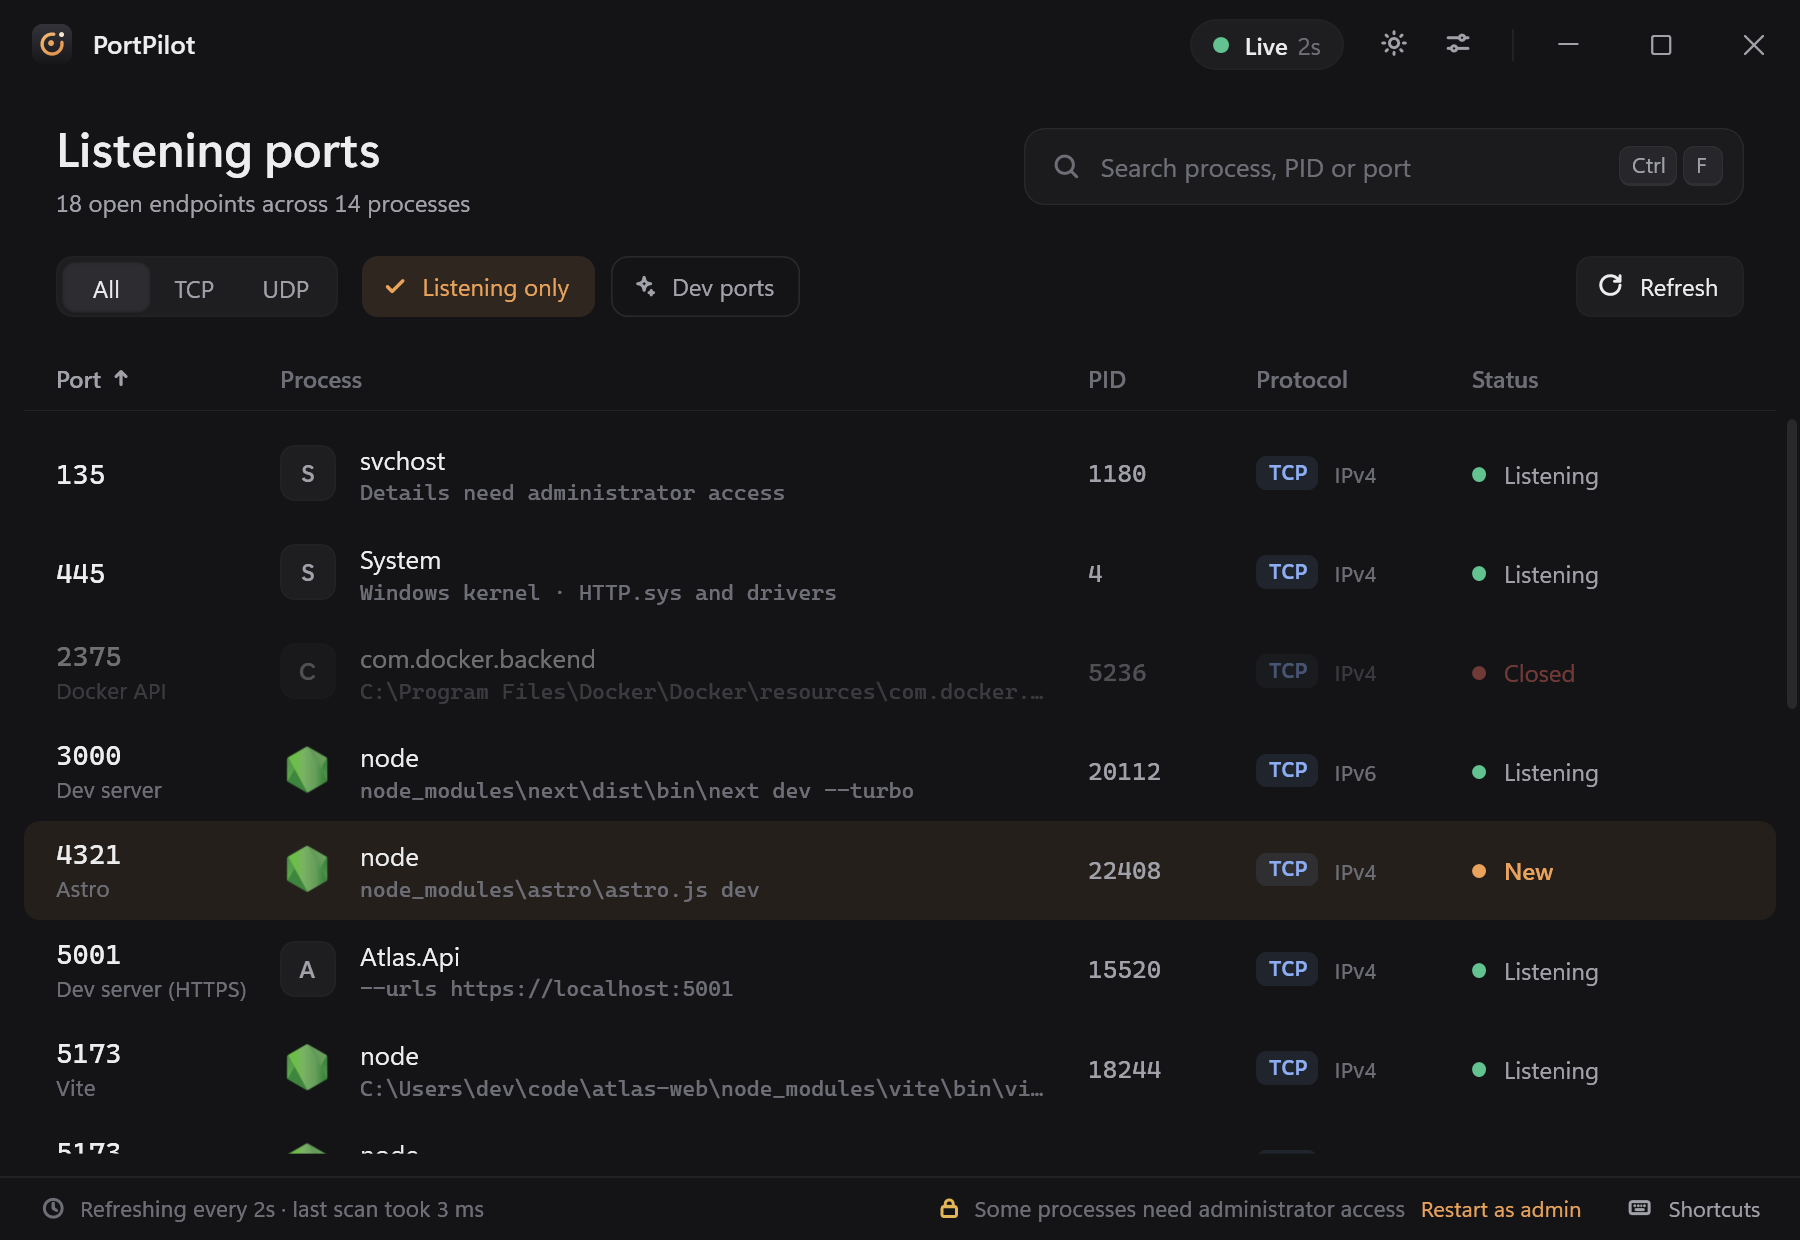 PortPilot
Live 2s
Listening ports
18 open endpoints across 14 processes
Search process, PID or port
Ctrl F
All TCP UDP Listening only Dev ports Refresh
Port Process PID Protocol Status
135 S svchost 1180 TCP IPv4 Listening
Details need administrator access
445 S System 4 TCP IPv4 Listening
Windows kernel · HTTP.sys and drivers
2375 C com.docker.backend 5236 TCP IPv4 Closed
Docker API C:\Program Files\Docker\Docker\resources\com.docker.…
3000 node 20112 TCP IPv6 Listening
Dev server node_modules\next\dist\bin\next dev --turbo
4321 node 22408 TCP IPv4 New
Astro node_modules\astro\astro.js dev
5001 A Atlas.Api 15520 TCP IPv4 Listening
Dev server (HTTPS) --urls https://localhost:5001
5173 node 18244 TCP IPv4 Listening
Vite C:\Users\dev\code\atlas-web\node_modules\vite\bin\vi…
5173 node
Refreshing every 2s · last scan took 3 ms
Some processes need administrator access Restart as admin Shortcuts